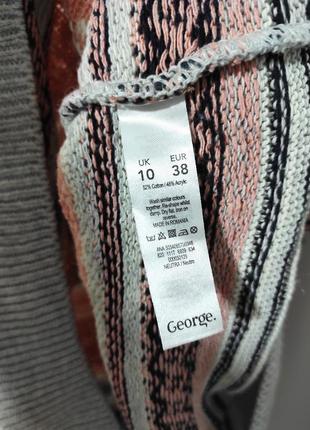 UK EUR
10 38
52% Cotton / 48% Acrylic
Wash similar colours
together. Re-shape whilst
damp. Dry flat. Iron on
reverse.
MADE IN ROMANIA
NEUTRA / Neutro
George.